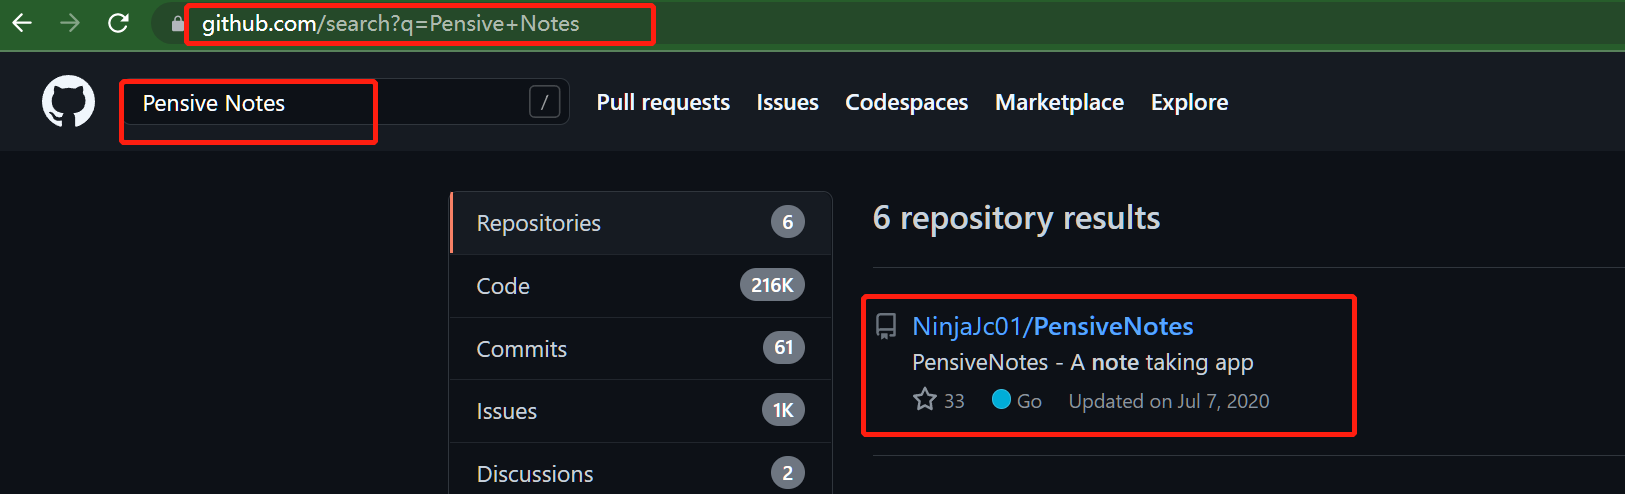 github.com/search?q=Pensive+Notes
Pensive Notes
/
Pull requests Issues Codespaces Marketplace Explore
Repositories 6
Code 216K
Commits 61
Issues 1K
Discussions 2
6 repository results
NinjaJc01/PensiveNotes
PensiveNotes - A note taking app
33 Go Updated on Jul 7, 2020